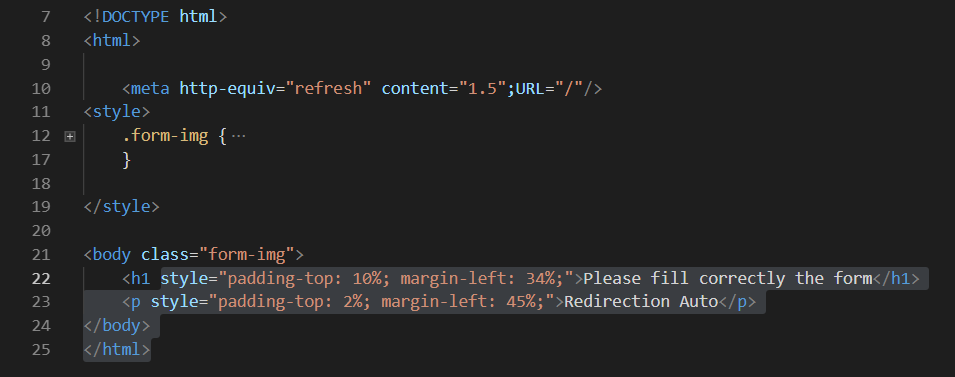 7 <!DOCTYPE html>
8 <html>
9
10 <meta http-equiv="refresh" content="1.5";URL="/"/>
11 <style>
12 .form-img {···
17 }
18
19 </style>
20
21 <body class="form-img">
22 <h1 style="padding-top: 10%; margin-left: 34%;">Please fill correctly the form</h1>
23 <p style="padding-top: 2%; margin-left: 45%;">Redirection Auto</p>
24 </body>
25 </html>